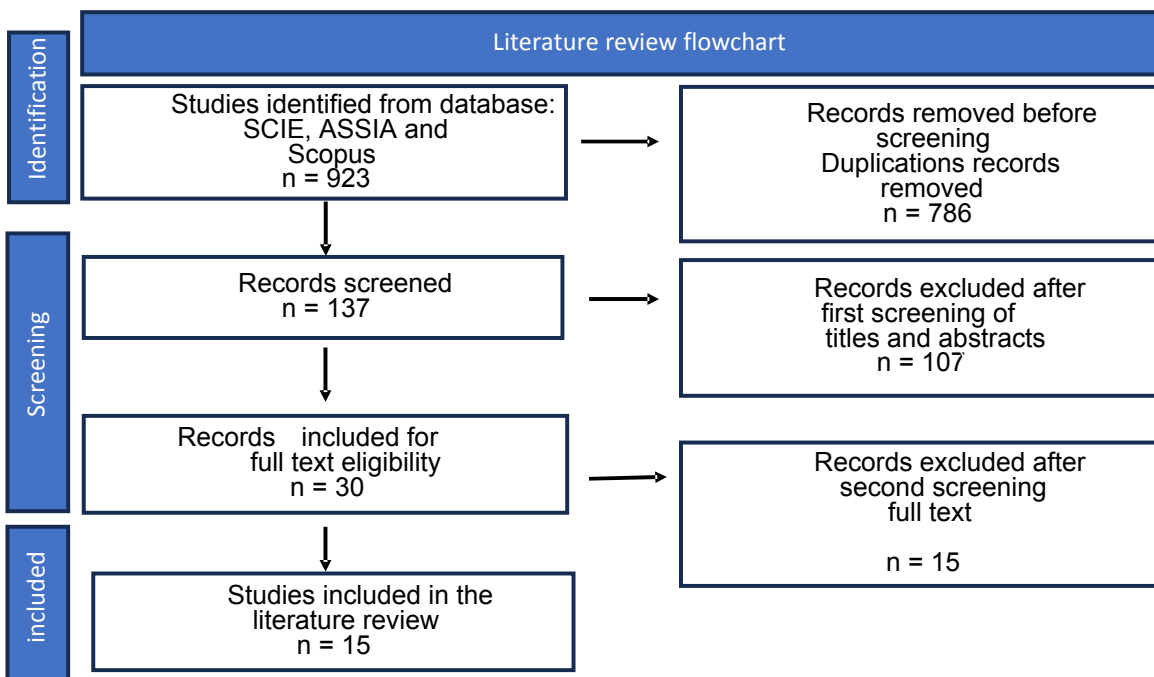 Literature review flowchart
Identification
Studies identified from database:
SCIE, ASSIA and
Scopus
n = 923
Records removed before
screening
Duplications records
removed
n = 786
Screening
Records screened
n = 137
Records excluded after
first screening of
titles and abstracts
n = 107
Records included for
full text eligibility
n = 30
Records excluded after
second screening
full text
n = 15
included
Studies included in the
literature review
n = 15